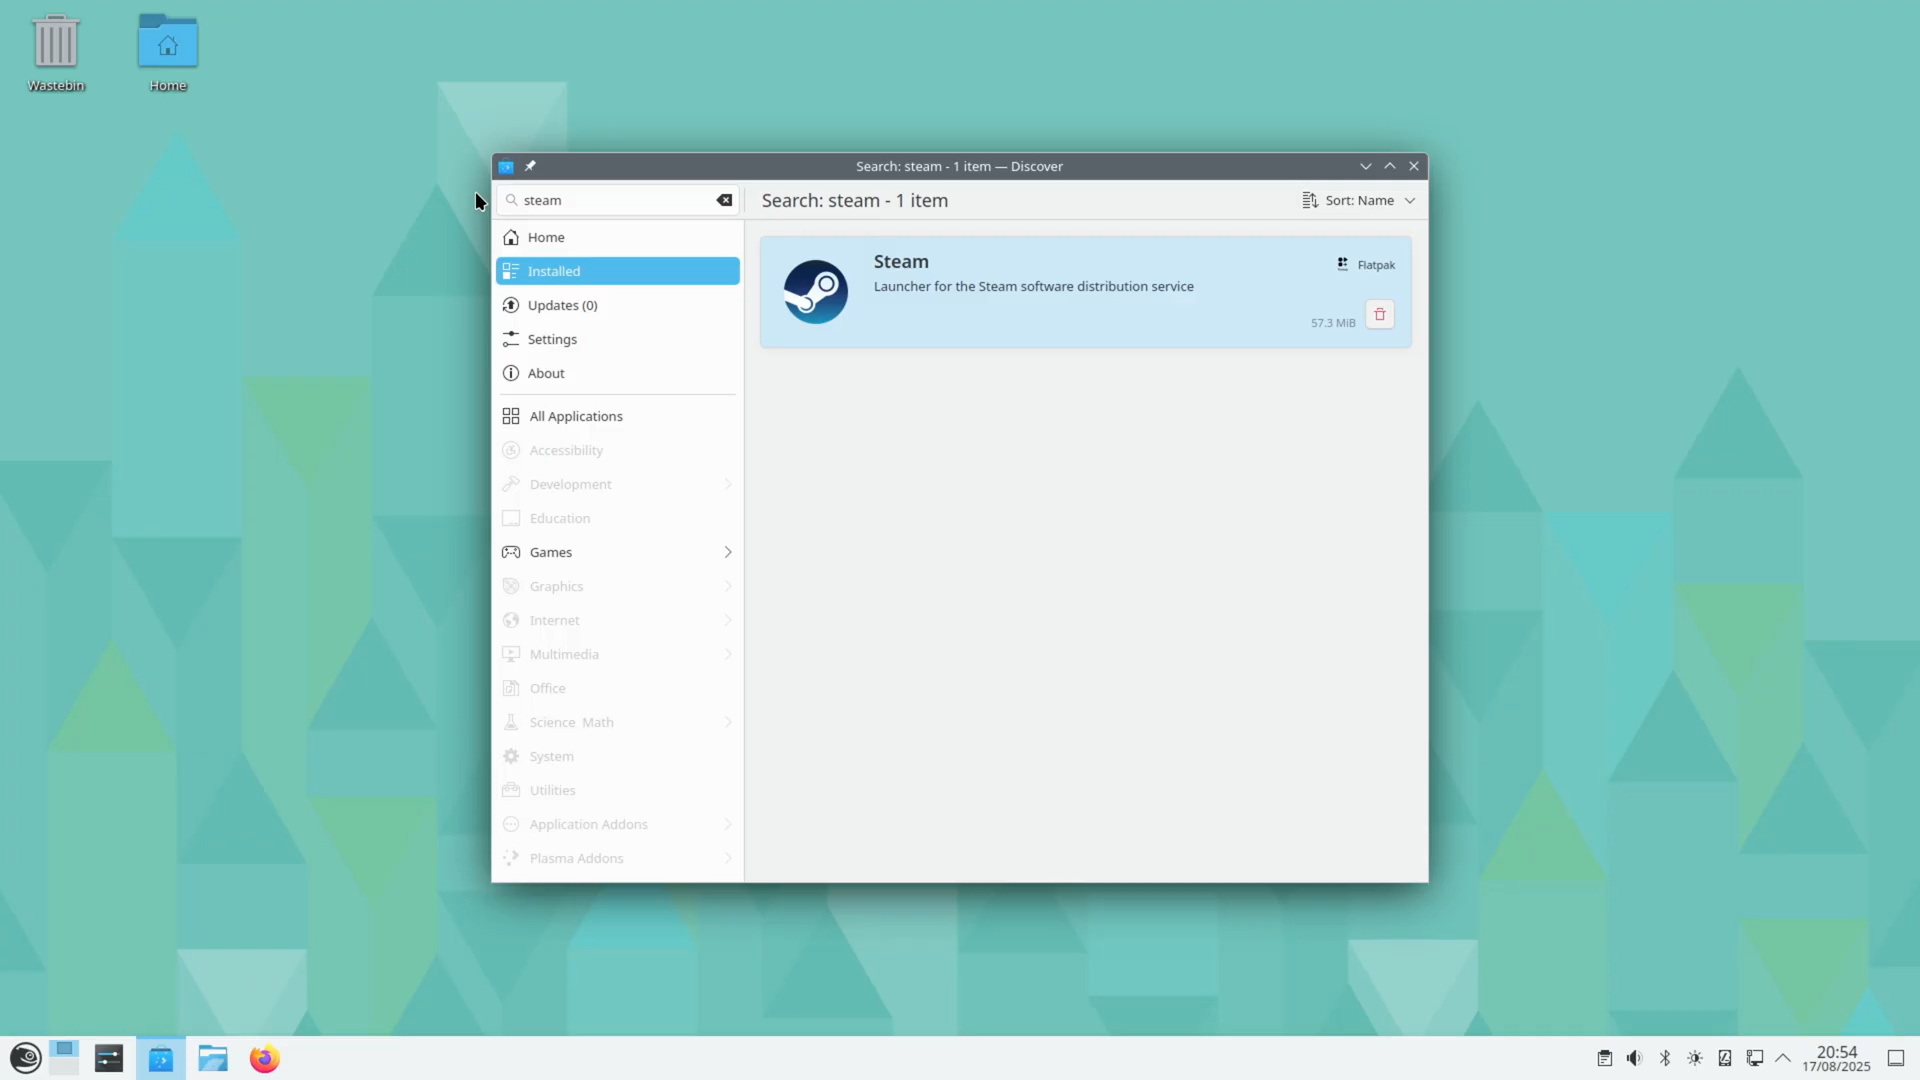 Wastebin
Home
Search: steam - 1 item — Discover
steam
Search: steam - 1 item
Sort: Name
Home
Installed
Updates (0)
Settings
About
All Applications
Accessibility
Development
Education
Games
Graphics
Internet
Multimedia
Office
Science Math
System
Utilities
Application Addons
Plasma Addons
Steam
Flatpak
Launcher for the Steam software distribution service
57.3 MiB
20:54
17/08/2025